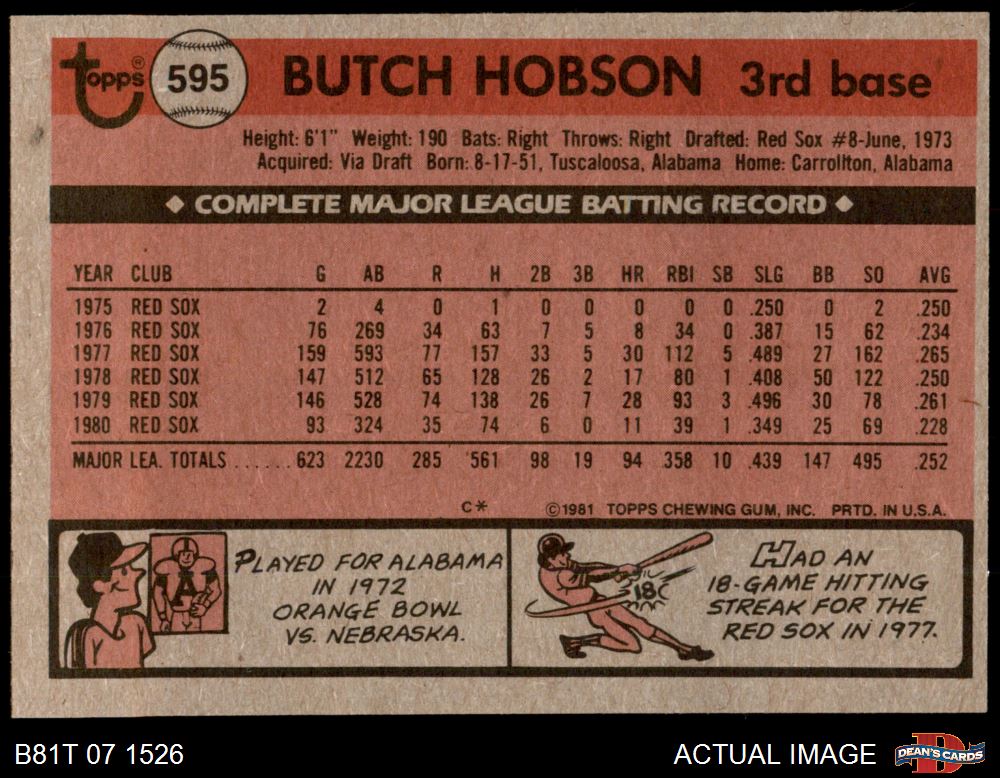 topps® 595 BUTCH HOBSON 3rd base
Height: 6'1" Weight: 190 Bats: Right Throws: Right Drafted: Red Sox #8-June, 1973
Acquired: Via Draft Born: 8-17-51, Tuscaloosa, Alabama Home: Carrollton, Alabama
COMPLETE MAJOR LEAGUE BATTING RECORD
YEAR CLUB G AB R H 2B 3B HR RBI SB SLG BB SO AVG
1975 RED SOX 2 4 0 1 0 0 0 0 0 .250 0 2 .250
1976 RED SOX 76 269 34 63 7 5 8 34 0 .387 15 62 .234
1977 RED SOX 159 593 77 157 33 5 30 112 5 .489 27 162 .265
1978 RED SOX 147 512 65 128 26 2 17 80 1 .408 50 122 .250
1979 RED SOX 146 528 74 138 26 7 28 93 3 .496 30 78 .261
1980 RED SOX 93 324 35 74 6 0 11 39 1 .349 25 69 .228
MAJOR LEA. TOTALS ...... 623 2230 285 561 98 19 94 358 10 .439 147 495 .252
C* ©1981 TOPPS CHEWING GUM, INC. PRTD. IN U.S.A.
A
PLAYED FOR ALABAMA
IN 1972
ORANGE BOWL
VS. NEBRASKA.
18
HAD AN
18-GAME HITTING
STREAK FOR THE
RED SOX IN 1977.
B81T 07 1526 ACTUAL IMAGE DEAN'S CARDS